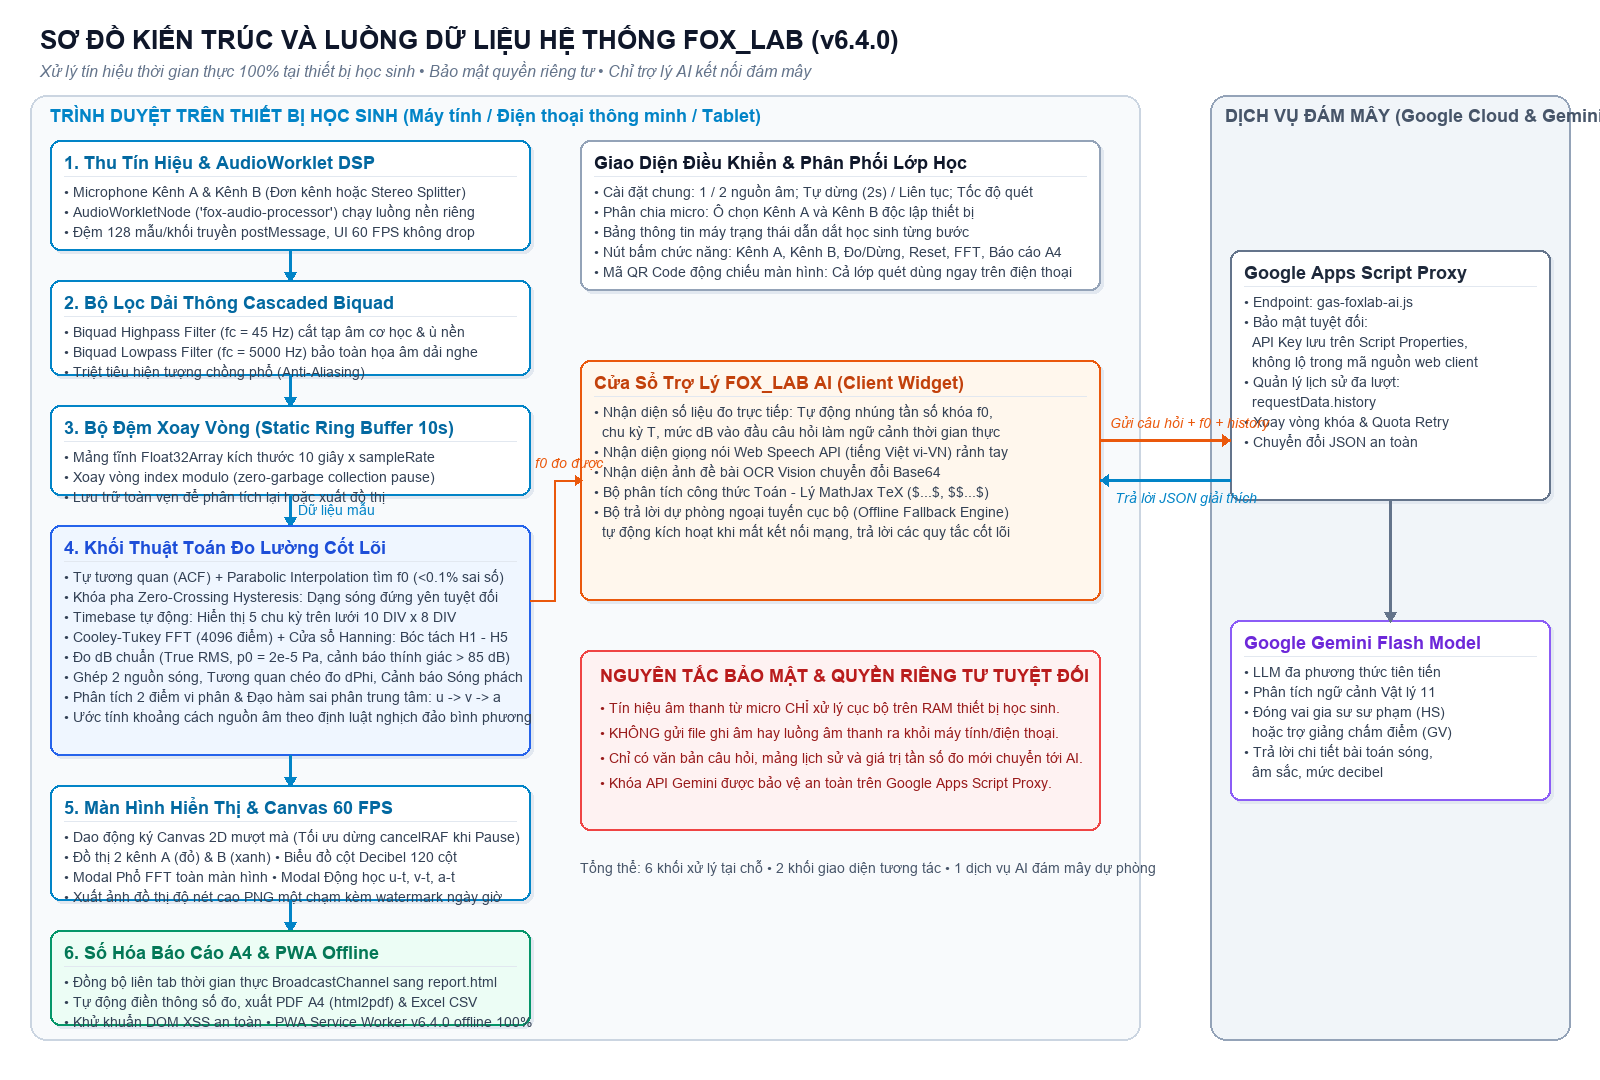 SƠ ĐỒ KIẾN TRÚC VÀ LUỒNG DỮ LIỆU HỆ THỐNG FOX_LAB (v6.4.0)
Xử lý tín hiệu thời gian thực 100% tại thiết bị học sinh • Bảo mật quyền riêng tư • Chỉ trợ lý AI kết nối đám mây
TRÌNH DUYỆT TRÊN THIẾT BỊ HỌC SINH (Máy tính / Điện thoại thông minh / Tablet)
1. Thu Tín Hiệu & AudioWorklet DSP
• Microphone Kênh A & Kênh B (Đơn kênh hoặc Stereo Splitter)
• AudioWorkletNode ('fox-audio-processor') chạy luồng nền riêng
• Đệm 128 mẫu/khối truyền postMessage, UI 60 FPS không drop
2. Bộ Lọc Dải Thông Cascaded Biquad
• Biquad Highpass Filter (fc = 45 Hz) cắt tạp âm cơ học & ù nền
• Biquad Lowpass Filter (fc = 5000 Hz) bảo toàn họa âm dải nghe
• Triệt tiêu hiện tượng chồng phổ (Anti-Aliasing)
3. Bộ Đệm Xoay Vòng (Static Ring Buffer 10s)
• Mảng tĩnh Float32Array kích thước 10 giây x sampleRate
• Xoay vòng index modulo (zero-garbage collection pause)
• Lưu trữ toàn vẹn để phân tích lại hoặc xuất đồ thị
Dữ liệu mẫu
4. Khối Thuật Toán Đo Lường Cốt Lõi
• Tự tương quan (ACF) + Parabolic Interpolation tìm f0 (<0.1% sai số)
• Khóa pha Zero-Crossing Hysteresis: Dạng sóng đứng yên tuyệt đối
• Timebase tự động: Hiển thị 5 chu kỳ trên lưới 10 DIV x 8 DIV
• Cooley-Tukey FFT (4096 điểm) + Cửa sổ Hanning: Bóc tách H1 - H5
• Đo dB chuẩn (True RMS, p0 = 2e-5 Pa, cảnh báo thính giác > 85 dB)
• Ghép 2 nguồn sóng, Tương quan chéo đo dPhi, Cảnh báo Sóng phách
• Phân tích 2 điểm vi phân & Đạo hàm sai phân trung tâm: u -> v -> a
• Ước tính khoảng cách nguồn âm theo định luật nghịch đảo bình phương
5. Màn Hình Hiển Thị & Canvas 60 FPS
• Dao động ký Canvas 2D mượt mà (Tối ưu dừng cancelRAF khi Pause)
• Đồ thị 2 kênh A (đỏ) & B (xanh) • Biểu đồ cột Decibel 120 cột
• Modal Phổ FFT toàn màn hình • Modal Động học u-t, v-t, a-t
• Xuất ảnh đồ thị độ nét cao PNG một chạm kèm watermark ngày giờ
6. Số Hóa Báo Cáo A4 & PWA Offline
• Đồng bộ liên tab thời gian thực BroadcastChannel sang report.html
• Tự động điền thông số đo, xuất PDF A4 (html2pdf) & Excel CSV
• Khử khuẩn DOM XSS an toàn • PWA Service Worker v6.4.0 offline 100%
Giao Diện Điều Khiển & Phân Phối Lớp Học
• Cài đặt chung: 1 / 2 nguồn âm; Tự dừng (2s) / Liên tục; Tốc độ quét
• Phân chia micro: Ô chọn Kênh A và Kênh B độc lập thiết bị
• Bảng thông tin máy trạng thái dẫn dắt học sinh từng bước
• Nút bấm chức năng: Kênh A, Kênh B, Đo/Dừng, Reset, FFT, Báo cáo A4
• Mã QR Code động chiếu màn hình: Cả lớp quét dùng ngay trên điện thoại
f0 đo được
Cửa Sổ Trợ Lý FOX_LAB AI (Client Widget)
• Nhận diện số liệu đo trực tiếp: Tự động nhúng tần số khóa f0,
chu kỳ T, mức dB vào đầu câu hỏi làm ngữ cảnh thời gian thực
• Nhận diện giọng nói Web Speech API (tiếng Việt vi-VN) rảnh tay
• Nhận diện ảnh đề bài OCR Vision chuyển đổi Base64
• Bộ phân tích công thức Toán - Lý MathJax TeX ($...$, $$...$)
• Bộ trả lời dự phòng ngoại tuyến cục bộ (Offline Fallback Engine)
tự động kích hoạt khi mất kết nối mạng, trả lời các quy tắc cốt lõi
NGUYÊN TẮC BẢO MẬT & QUYỀN RIÊNG TƯ TUYỆT ĐỐI
• Tín hiệu âm thanh từ micro CHỈ xử lý cục bộ trên RAM thiết bị học sinh.
• KHÔNG gửi file ghi âm hay luồng âm thanh ra khỏi máy tính/điện thoại.
• Chỉ có văn bản câu hỏi, mảng lịch sử và giá trị tần số đo mới chuyển tới AI.
• Khóa API Gemini được bảo vệ an toàn trên Google Apps Script Proxy.
Tổng thể: 6 khối xử lý tại chỗ • 2 khối giao diện tương tác • 1 dịch vụ AI đám mây dự phòng
Gửi câu hỏi + f0 + history
Trả lời JSON giải thích
DỊCH VỤ ĐÁM MÂY (Google Cloud & Gemini
Google Apps Script Proxy
• Endpoint: gas-foxlab-ai.js
• Bảo mật tuyệt đối:
API Key lưu trên Script Properties,
không lộ trong mã nguồn web client
• Quản lý lịch sử đa lượt:
requestData.history
• Xoay vòng khóa & Quota Retry
• Chuyển đổi JSON an toàn
Google Gemini Flash Model
• LLM đa phương thức tiên tiến
• Phân tích ngữ cảnh Vật lý 11
• Đóng vai gia sư sư phạm (HS)
hoặc trợ giảng chấm điểm (GV)
• Trả lời chi tiết bài toán sóng,
âm sắc, mức decibel